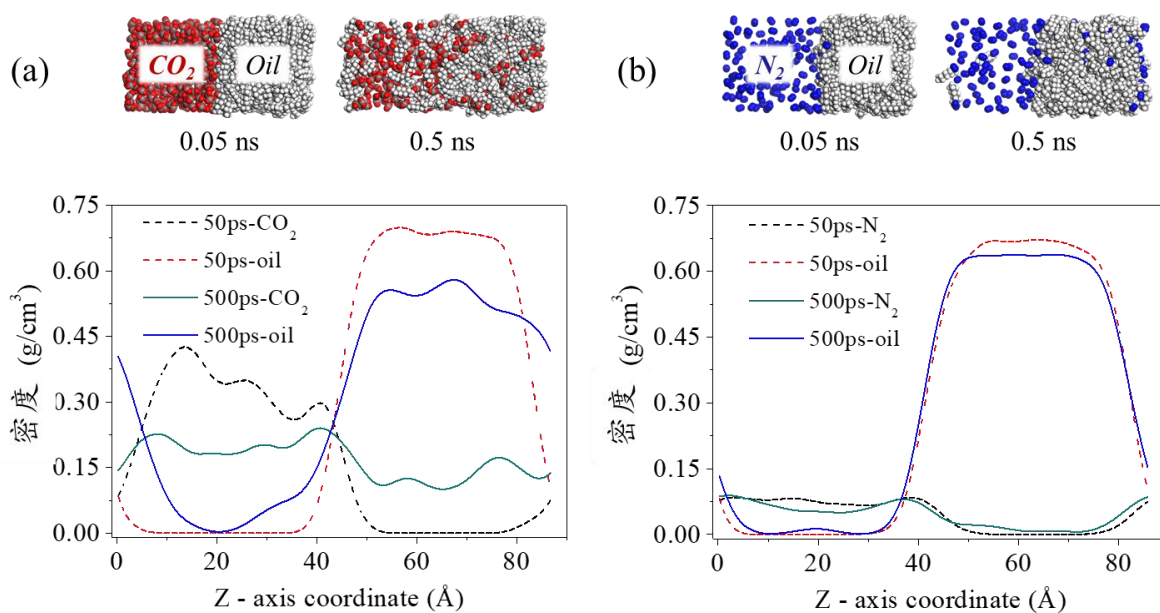 (a)
CO₂
Oil
0.05 ns
0.5 ns
0.75
0.60
0.45
0.30
0.15
0.00
密度 (g/cm³)
50ps-CO₂
50ps-oil
500ps-CO₂
500ps-oil
0
20
40
60
80
Z - axis coordinate (Å)
(b)
N₂
Oil
0.05 ns
0.5 ns
0.75
0.60
0.45
0.30
0.15
0.00
密度 (g/cm³)
50ps-N₂
50ps-oil
500ps-N₂
500ps-oil
0
20
40
60
80
Z - axis coordinate (Å)